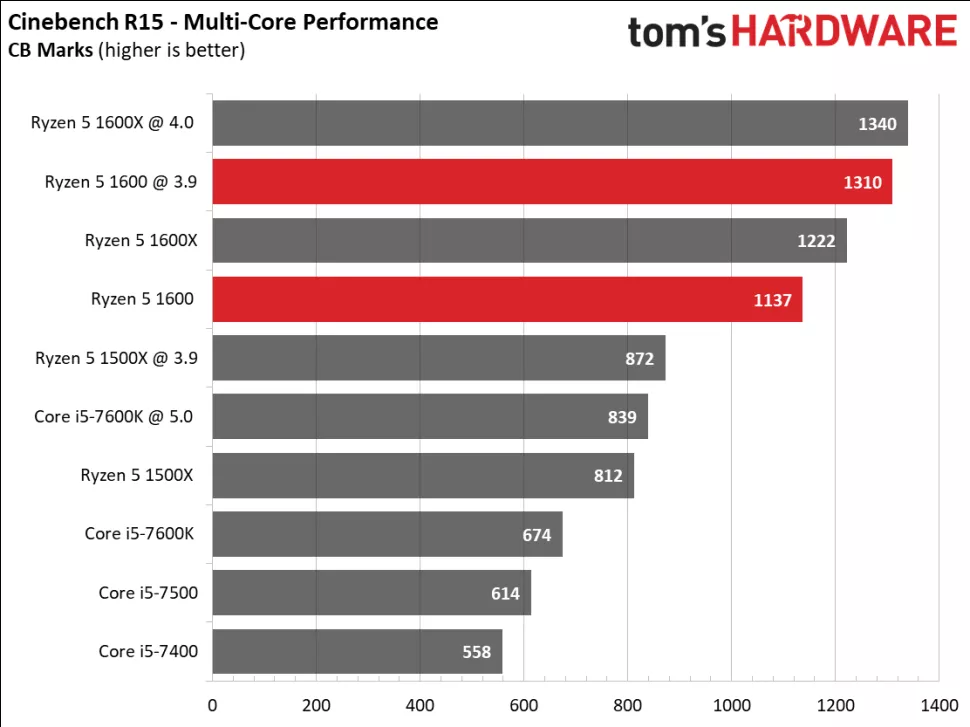 Cinebench R15 - Multi-Core Performance
CB Marks (higher is better)
tom's HARDWARE
Ryzen 5 1600X @ 4.0 1340
Ryzen 5 1600 @ 3.9 1310
Ryzen 5 1600X 1222
Ryzen 5 1600 1137
Ryzen 5 1500X @ 3.9 872
Core i5-7600K @ 5.0 839
Ryzen 5 1500X 812
Core i5-7600K 674
Core i5-7500 614
Core i5-7400 558
0 200 400 600 800 1000 1200 1400